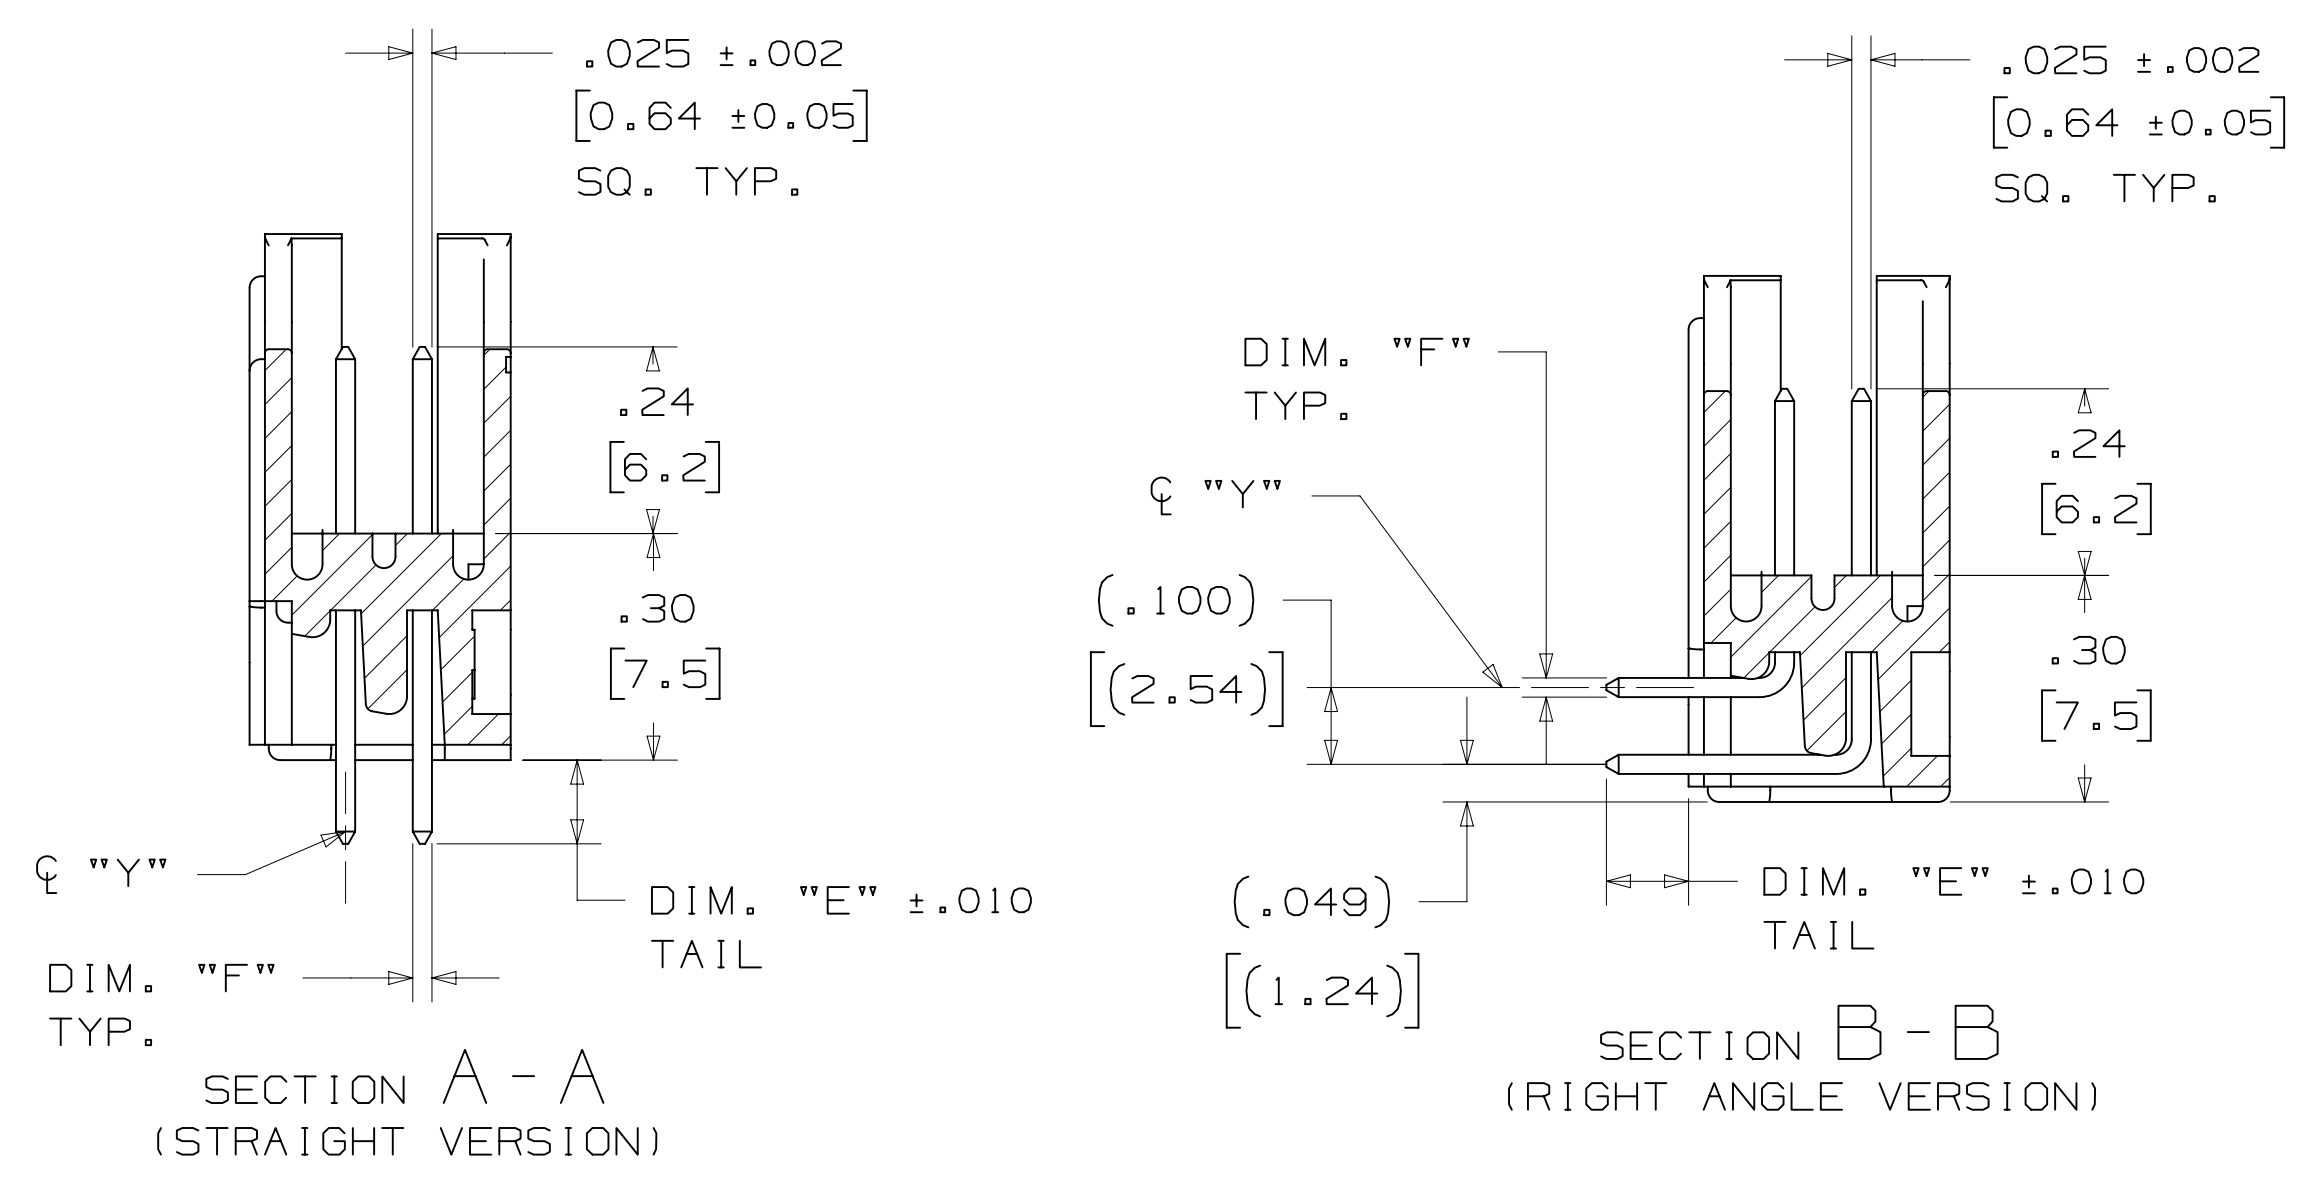 .025 ±.002
[0.64 ±0.05]
SQ. TYP.
.24
[6.2]
.30
[7.5]
℄ "Y"
DIM. "E" ±.010
TAIL
DIM. "F"
TYP.
SECTION A-A
(STRAIGHT VERSION)
.025 ±.002
[0.64 ±0.05]
SQ. TYP.
DIM. "F"
TYP.
℄ "Y"
.24
[6.2]
(.100)
[(2.54)]
.30
[7.5]
(.049)
[(1.24)]
DIM. "E" ±.010
TAIL
SECTION B-B
(RIGHT ANGLE VERSION)